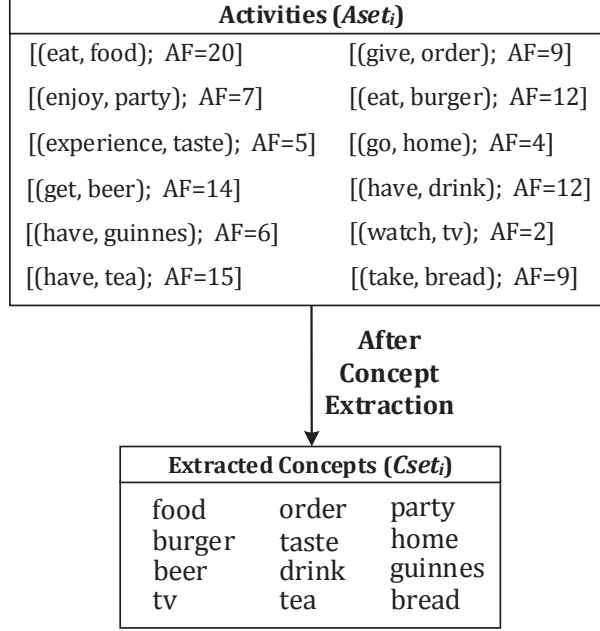 Activities (Asetᵢ)
[(eat, food); AF=20] [(give, order); AF=9]
[(enjoy, party); AF=7] [(eat, burger); AF=12]
[(experience, taste); AF=5] [(go, home); AF=4]
[(get, beer); AF=14] [(have, drink); AF=12]
[(have, guinnes); AF=6] [(watch, tv); AF=2]
[(have, tea); AF=15] [(take, bread); AF=9]
After
Concept
Extraction
Extracted Concepts (Csetᵢ)
food order party
burger taste home
beer drink guinnes
tv tea bread